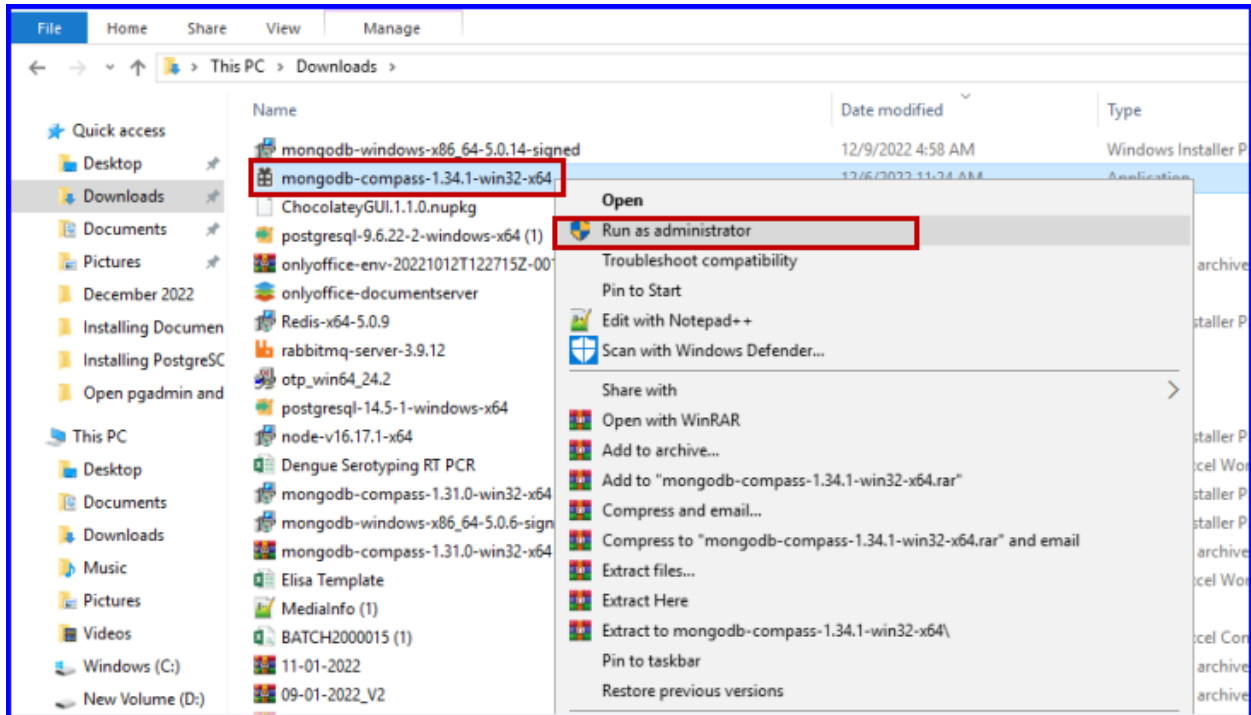 File Home Share View Manage
This PC > Downloads >
Name Date modified Type
Quick access
Desktop
Downloads
Documents
Pictures
December 2022
Installing Documen
Installing PostgreSC
Open pgadmin and
This PC
Desktop
Documents
Downloads
Music
Pictures
Videos
Windows (C:)
New Volume (D:)
mongodb-windows-x86_64-5.0.14-signed 12/9/2022 4:58 AM Windows Installer P
mongodb-compass-1.34.1-win32-x64 12/6/2022 11:24 AM Application
ChocolateyGUI.1.1.0.nupkg
postgresql-9.6.22-2-windows-x64 (1)
onlyoffice-env-20221012T122715Z-001 archive
onlyoffice-documentserver
Redis-x64-5.0.9 staller P
rabbitmq-server-3.9.12
otp_win64_24.2
postgresql-14.5-1-windows-x64
node-v16.17.1-x64 staller P
Dengue Serotyping RT PCR cel Wor
mongodb-compass-1.31.0-win32-x64 staller P
mongodb-windows-x86_64-5.0.6-sign staller P
mongodb-compass-1.31.0-win32-x64 archive
Elisa Template cel Wor
MediaInfo (1)
BATCH2000015 (1) cel Con
11-01-2022 archive
09-01-2022_V2 archive
Open
Run as administrator
Troubleshoot compatibility
Pin to Start
Edit with Notepad++
Scan with Windows Defender...
Share with
Open with WinRAR
Add to archive...
Add to "mongodb-compass-1.34.1-win32-x64.rar"
Compress and email...
Compress to "mongodb-compass-1.34.1-win32-x64.rar" and email
Extract files...
Extract Here
Extract to mongodb-compass-1.34.1-win32-x64\
Pin to taskbar
Restore previous versions